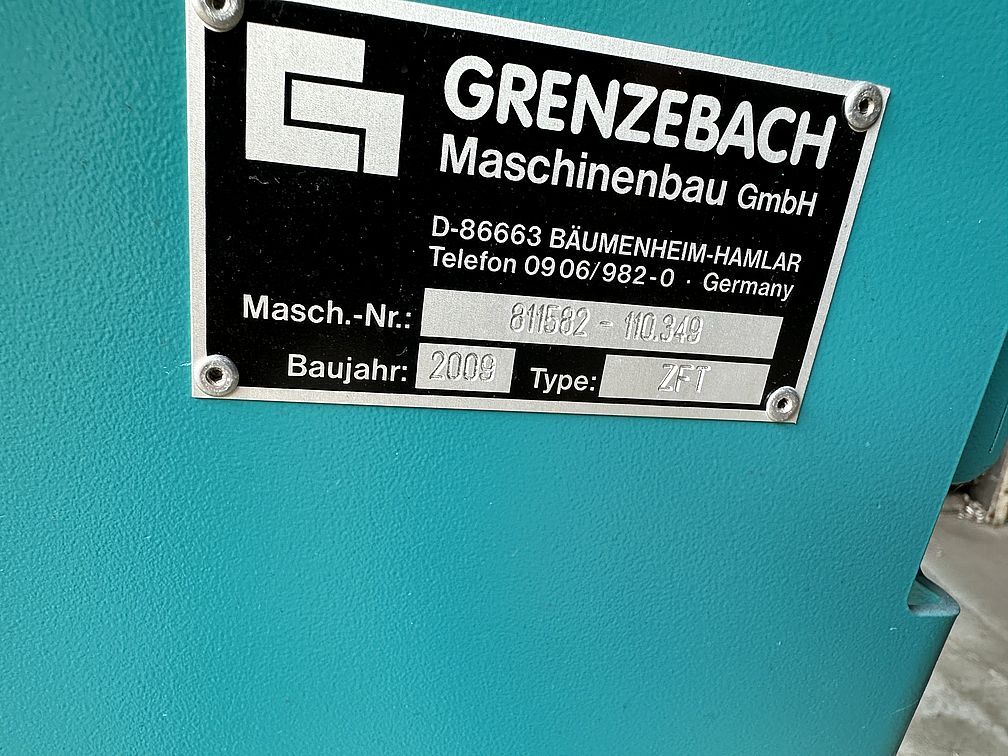 GRENZEBACH
Maschinenbau GmbH
D-86663 BÄUMENHEIM-HAMLAR
Telefon 0906/982-0 · Germany
Masch.-Nr.: 811582 - 110.349
Baujahr: 2009 Type: ZFT